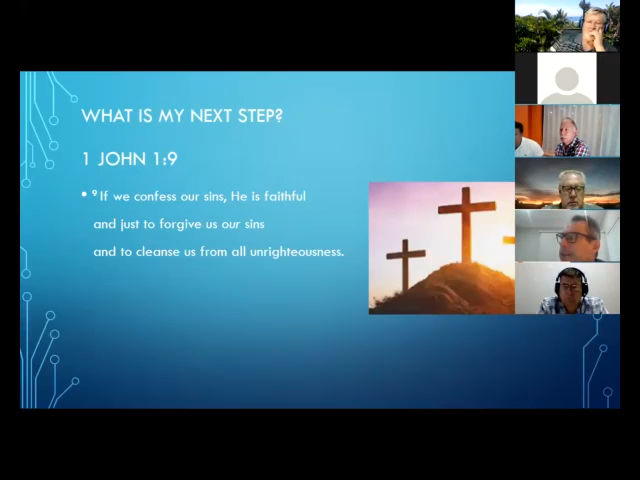 WHAT IS MY NEXT STEP?
1 JOHN 1:9
• ⁹ If we confess our sins, He is faithful
and just to forgive us our sins
and to cleanse us from all unrighteousness.